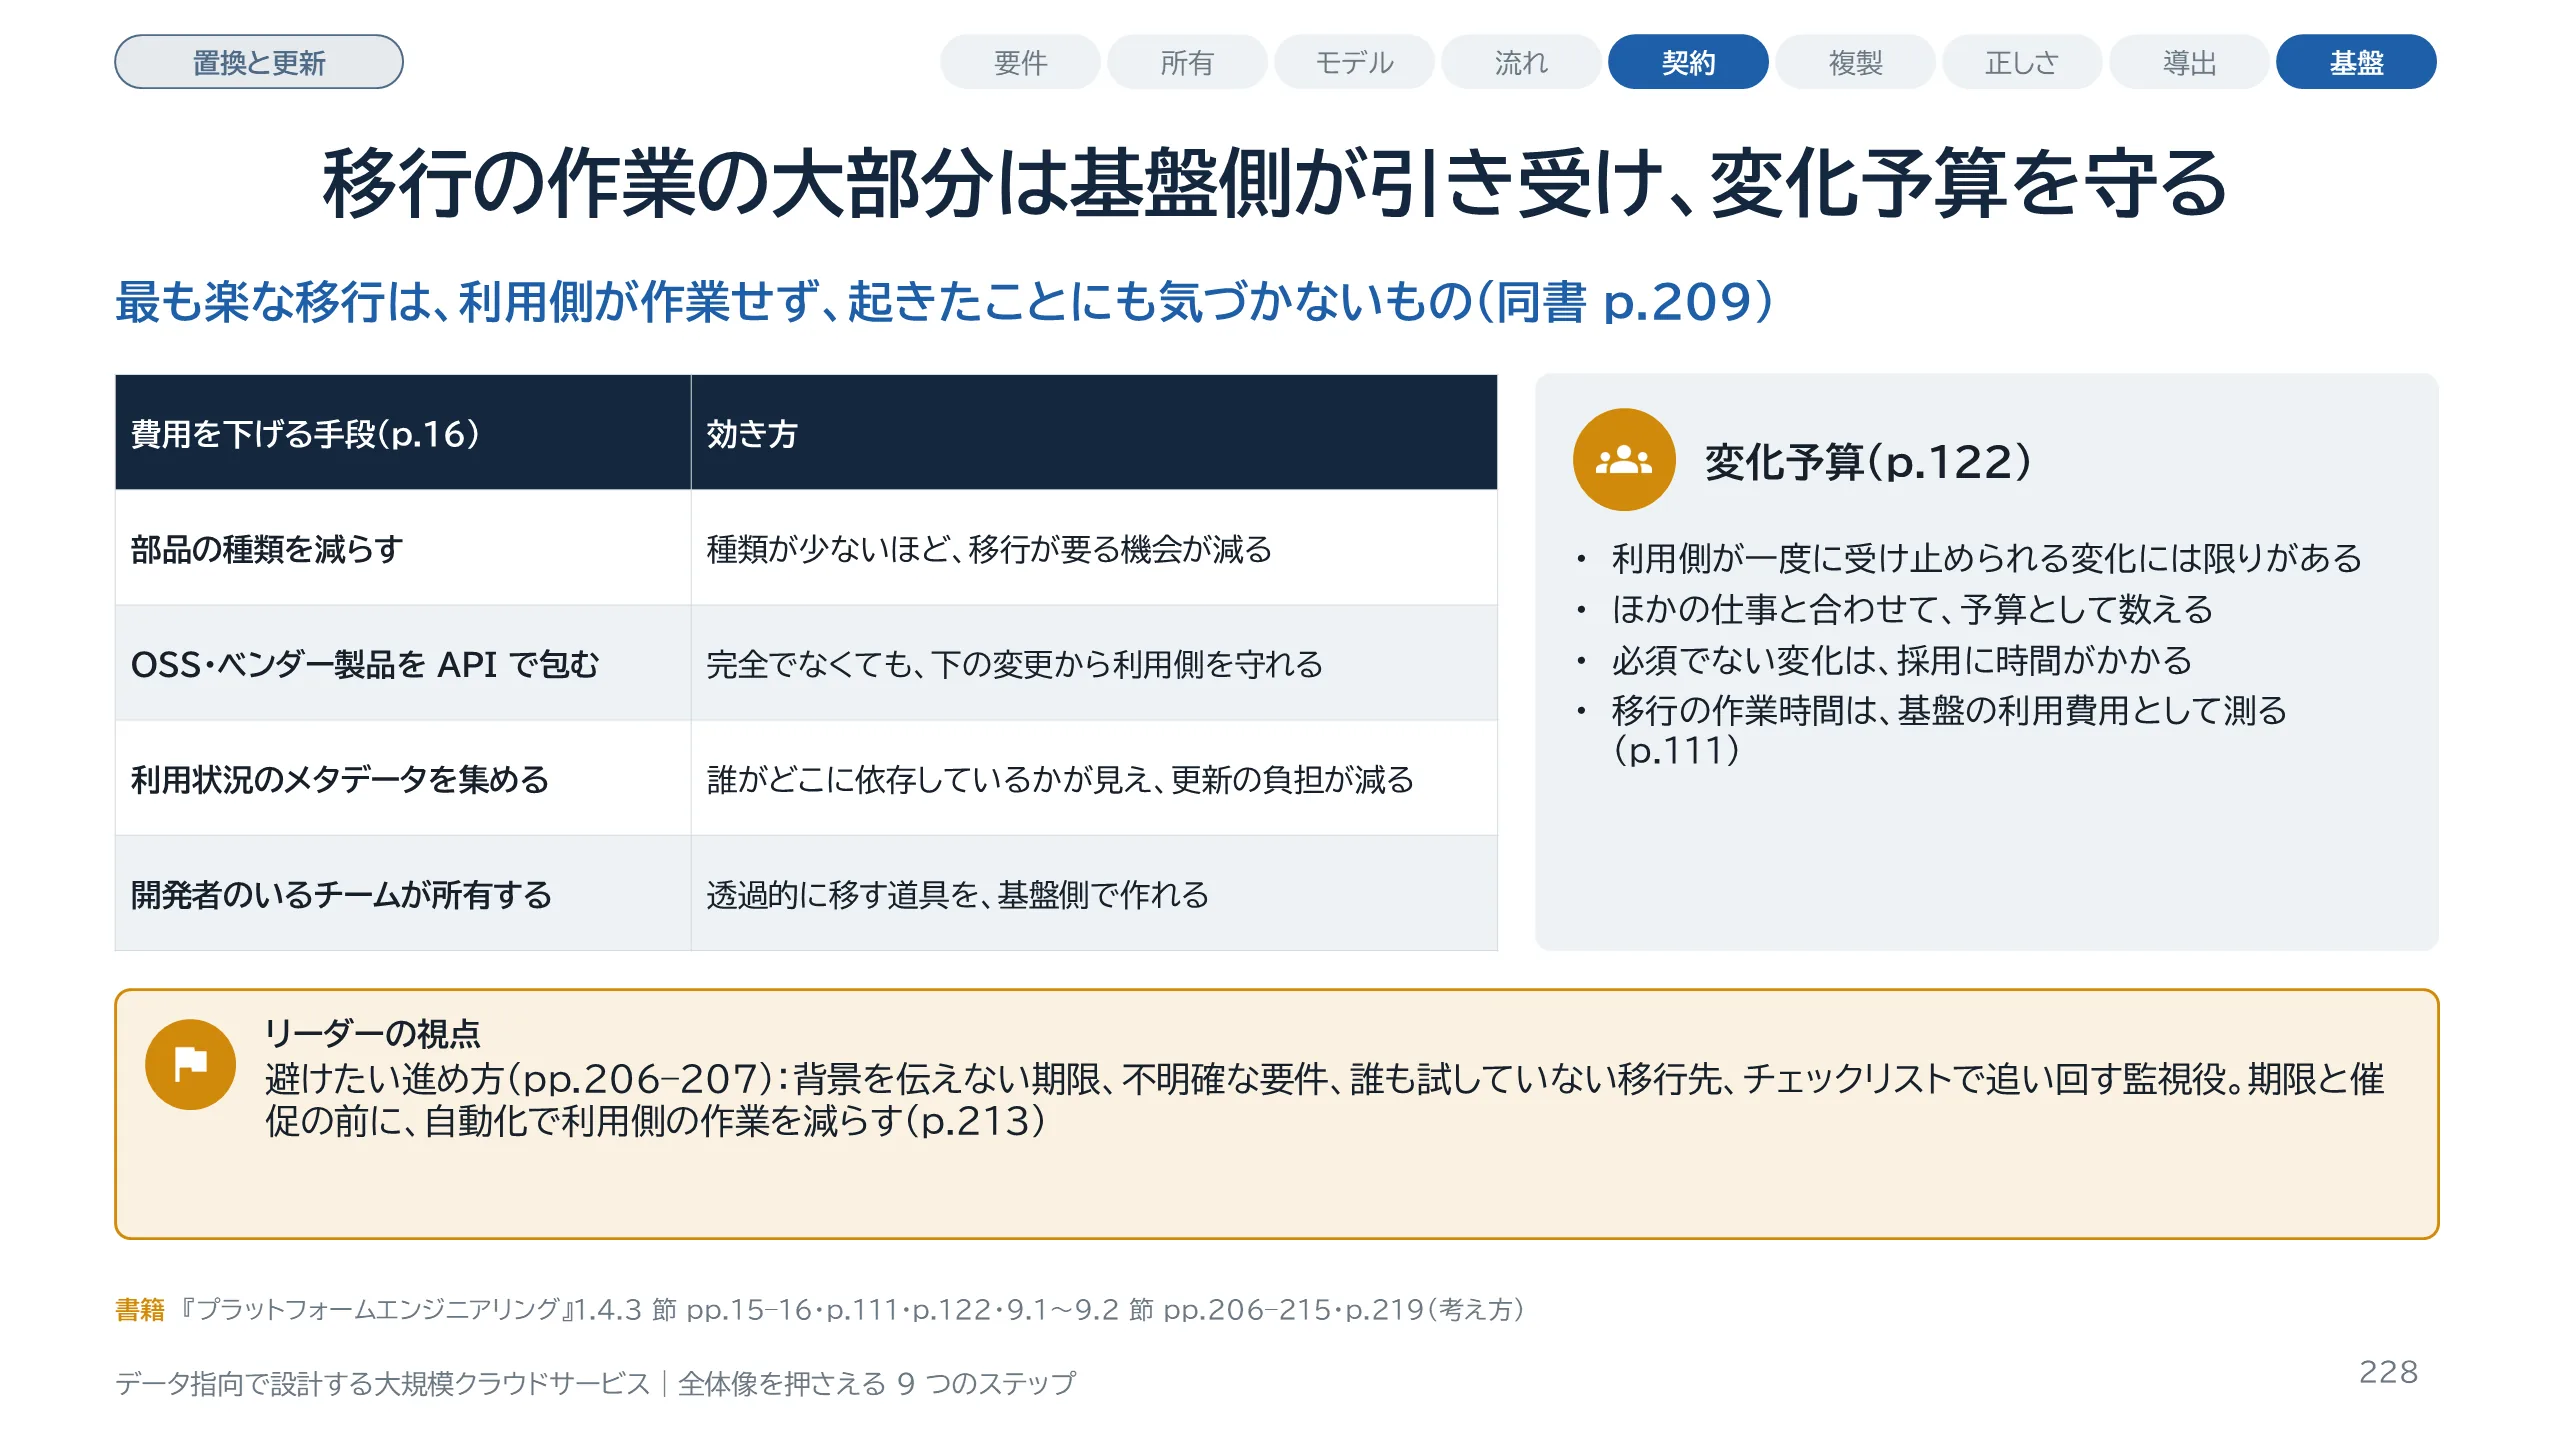 置換と更新
要件 所有 モデル 流れ 契約 複製 正しさ 導出 基盤
移行の作業の大部分は基盤側が引き受け、変化予算を守る
最も楽な移行は、利用側が作業せず、起きたことにも気づかないもの(同書 p.209)
費用を下げる手段(p.16) 効き方
部品の種類を減らす 種類が少ないほど、移行が要る機会が減る
OSS・ベンダー製品を API で包む 完全でなくても、下の変更から利用側を守れる
利用状況のメタデータを集める 誰がどこに依存しているかが見え、更新の負担が減る
開発者のいるチームが所有する 透過的に移す道具を、基盤側で作れる
変化予算(p.122)
• 利用側が一度に受け止められる変化には限りがある
• ほかの仕事と合わせて、予算として数える
• 必須でない変化は、採用に時間がかかる
• 移行の作業時間は、基盤の利用費用として測る
(p.111)
リーダーの視点
避けたい進め方(pp.206–207):背景を伝えない期限、不明確な要件、誰も試していない移行先、チェックリストで追い回す監視役。期限と催
促の前に、自動化で利用側の作業を減らす(p.213)
書籍 『プラットフォームエンジニアリング』1.4.3 節 pp.15–16・p.111・p.122・9.1〜9.2 節 pp.206–215・p.219(考え方)
データ指向で設計する大規模クラウドサービス|全体像を押さえる 9 つのステップ
228